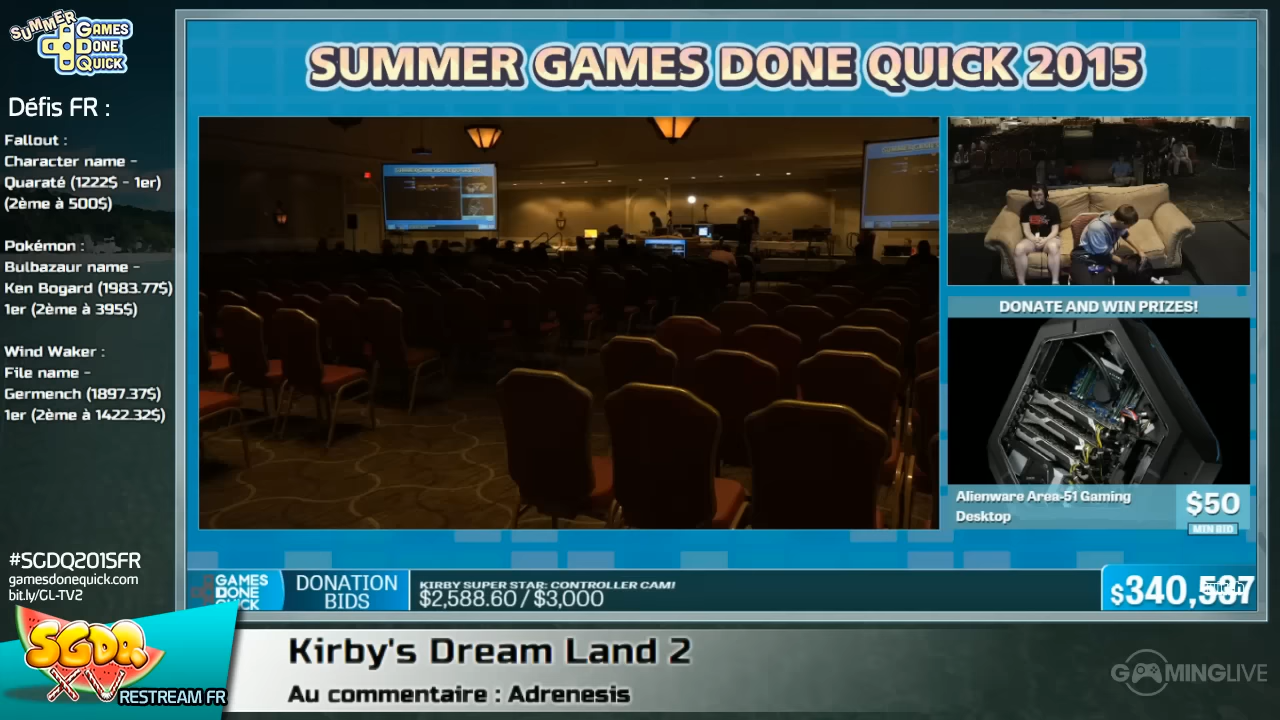 SUMMER
GAMES
DONE
QUICK
Défis FR :
Fallout :
Character name -
Quaraté (1222$ - 1er)
(2ème à 500$)
Pokémon :
Bulbazaur name -
Ken Bogard (1983.77$)
1er (2ème à 395$)
Wind Waker :
File name -
Germench (1897.37$)
1er (2ème à 1422.32$)
#SGDQ2015FR
gamesdonequick.com
bit.ly/GL-TV2
SGDQ
XV
RESTREAM FR
SUMMER GAMES DONE QUICK 2015
DONATE AND WIN PRIZES!
Alienware Area-51 Gaming
Desktop
$50
MIN BID
GAMES
DONE
QUICK
DONATION
BIDS
KIRBY SUPER STAR: CONTROLLER CAM!
$2,588.60 / $3,000
$340,537
Kirby's Dream Land 2
Au commentaire : Adrenesis
GAMINGLIVE